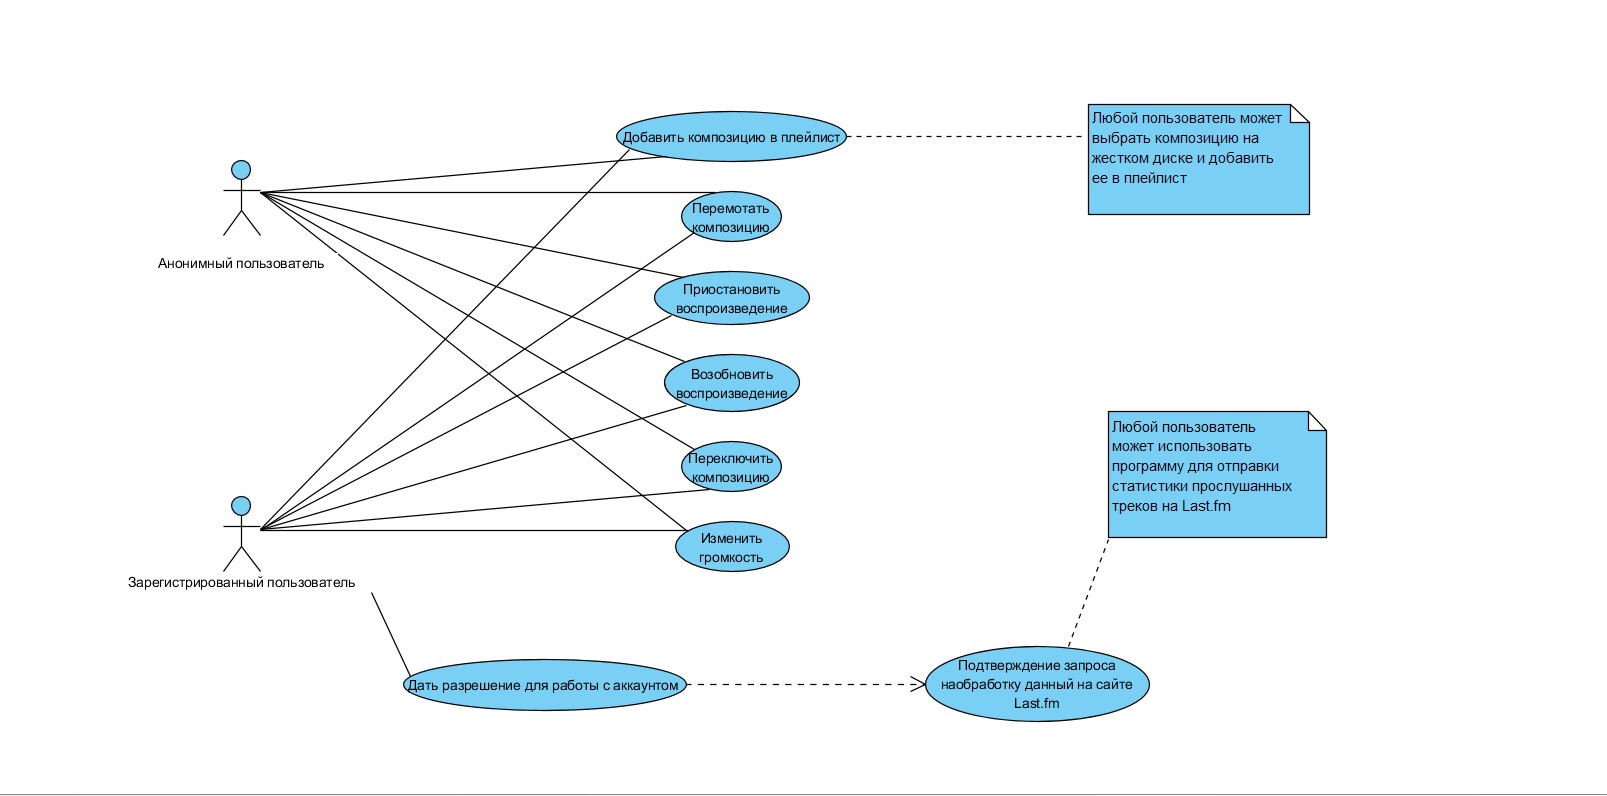 Добавить композицию в плейлист
Любой пользователь может
выбрать композицию на
жестком диске и добавить
ее в плейлист
Перемотать
композицию
Анонимный пользователь
Приостановить
воспроизведение
Возобновить
воспроизведение
Любой пользователь
может использовать
программу для отправки
статистики прослушанных
треков на Last.fm
Переключить
композицию
Изменить
громкость
Зарегистрированный пользователь
Дать разрешение для работы с аккаунтом
Подтверждение запроса
наобработку данный на сайте
Last.fm